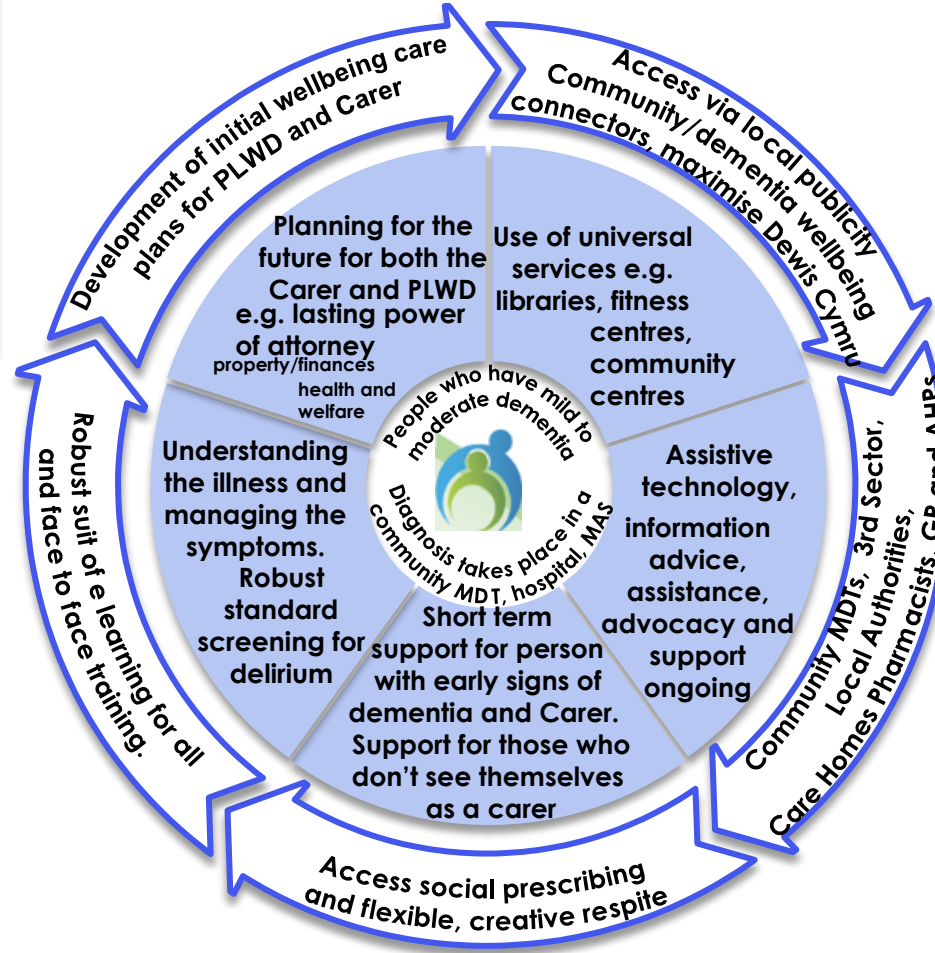 Development of initial wellbeing care
plans for PLWD and Carer
Access via local publicity
Community/dementia wellbeing
connectors, maximise Dewis Cymru
Community MDTs, 3rd Sector,
Local Authorities,
Care Homes Pharmacists, GP and AHPs
Access social prescribing
and flexible, creative respite
Robust suit of e learning for all
and face to face training.
Planning for the
future for both the
Carer and PLWD
e.g. lasting power
of attorney
property/finances
health and
welfare
Use of universal
services e.g.
libraries, fitness
centres,
community
centres
Assistive
technology,
information
advice,
assistance,
advocacy and
support
ongoing
Short term
support for person
with early signs of
dementia and Carer.
Support for those who
don't see themselves
as a carer
Understanding
the illness and
managing the
symptoms.
Robust
standard
screening for
delirium
People who have mild to
moderate dementia
Diagnosis takes place in a
community MDT, hospital, MAS